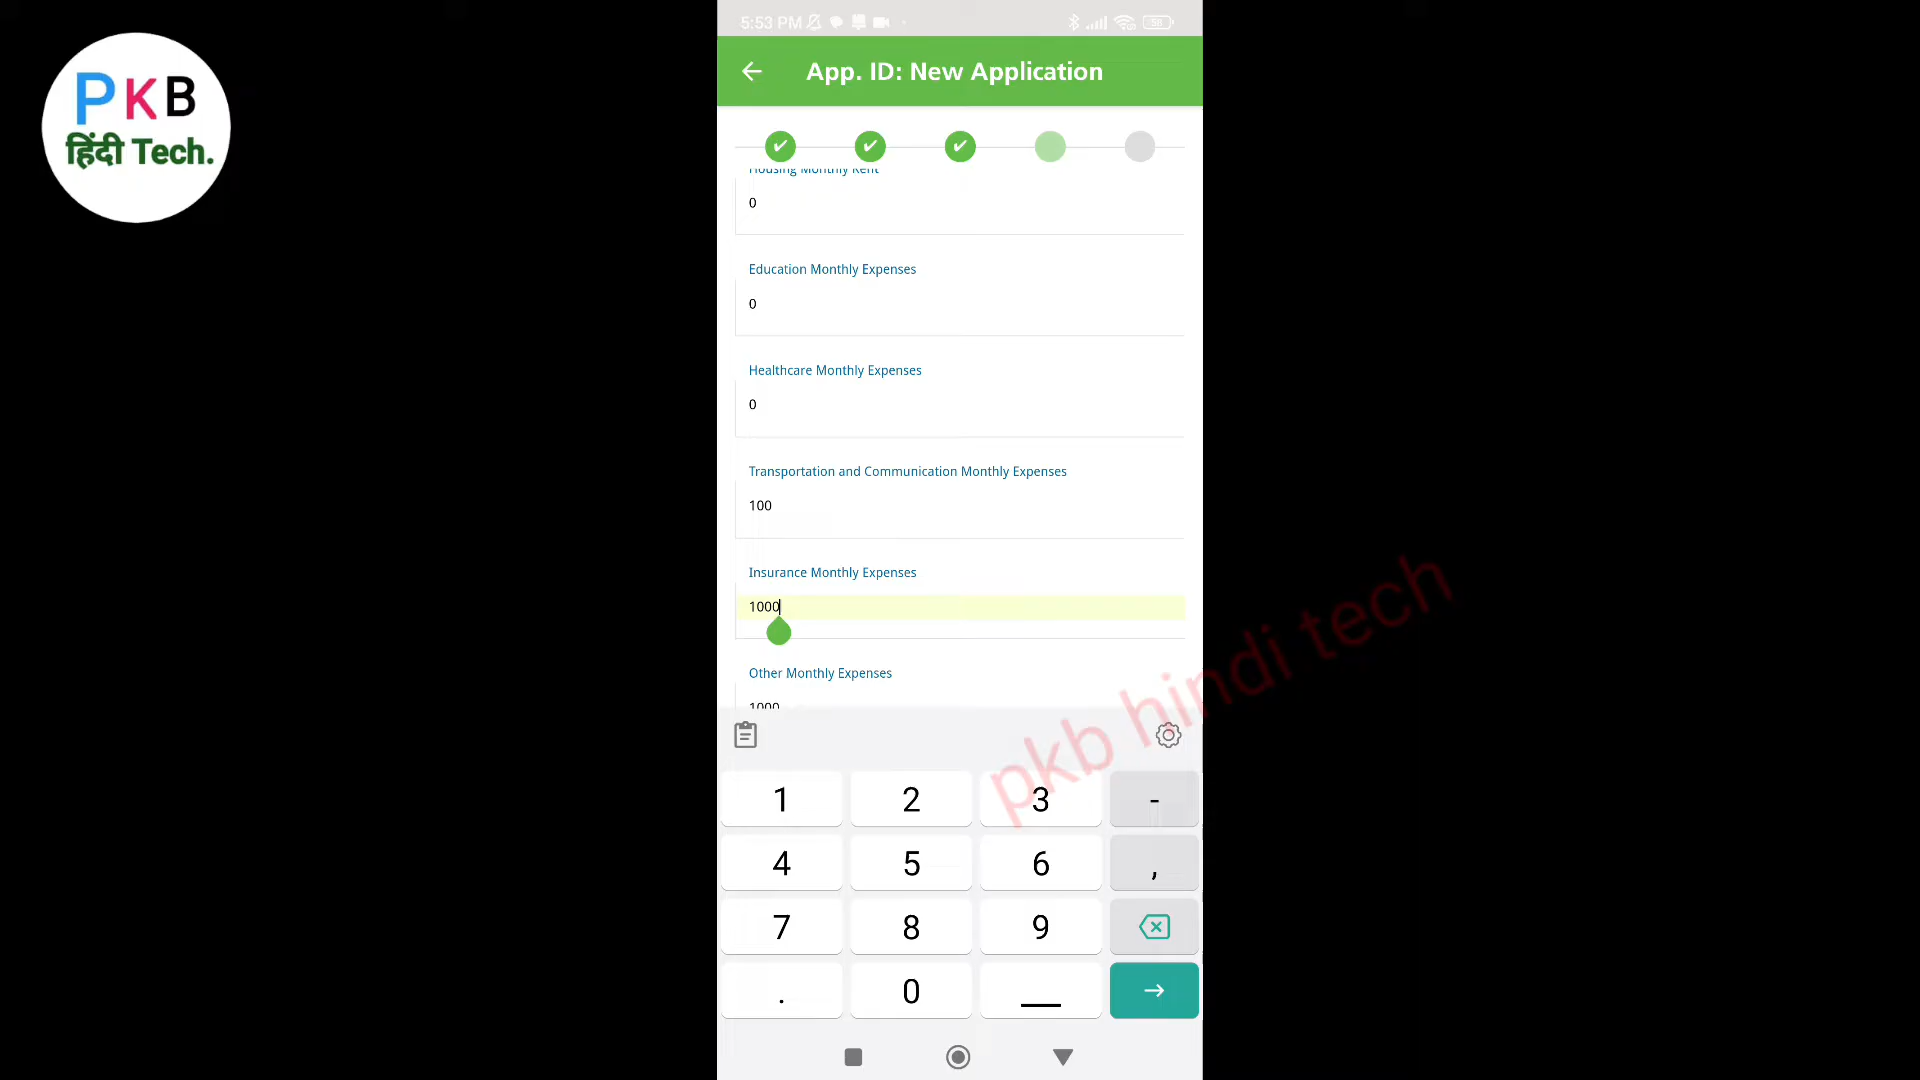 PKB
हिंदी Tech.
5:53 PM
58
App. ID: New Application
Housing Monthly Rent
0
Education Monthly Expenses
0
Healthcare Monthly Expenses
0
Transportation and Communication Monthly Expenses
100
Insurance Monthly Expenses
1000
Other Monthly Expenses
1000
pkb hindi tech
1 2 3 -
4 5 6 ,
7 8 9
. 0